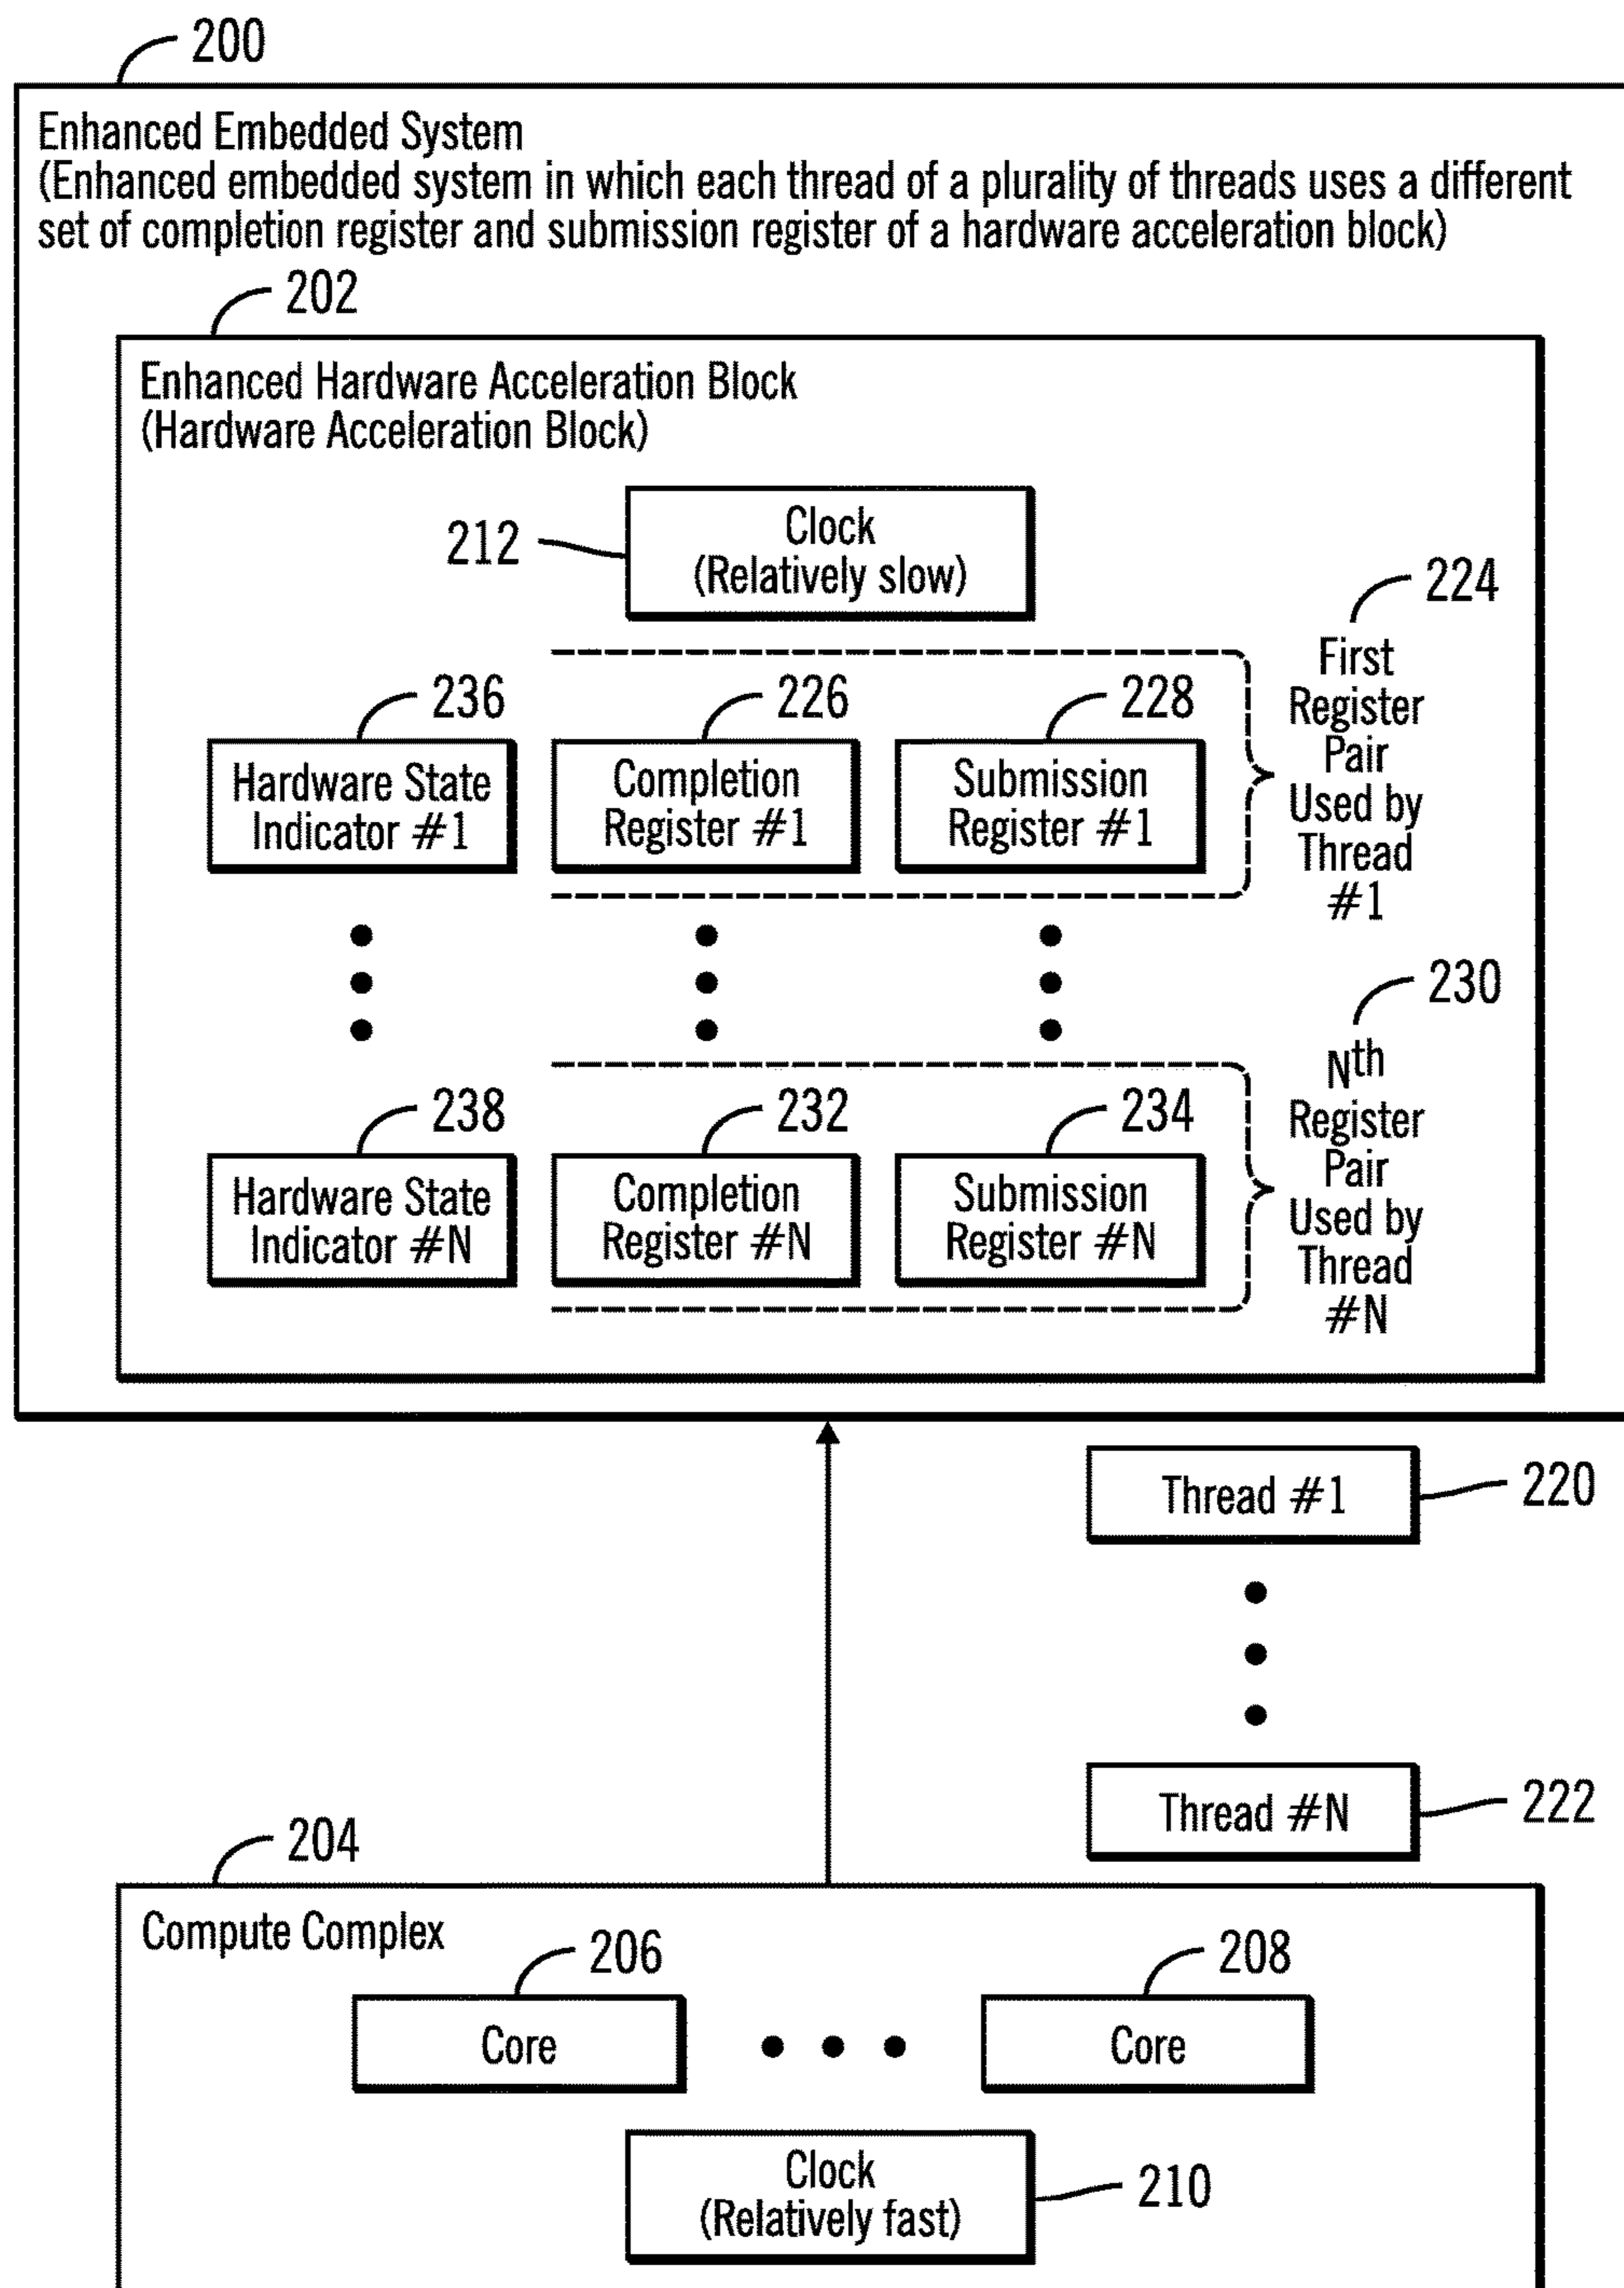 200
Enhanced Embedded System
(Enhanced embedded system in which each thread of a plurality of threads uses a different
set of completion register and submission register of a hardware acceleration block)
202
Enhanced Hardware Acceleration Block
(Hardware Acceleration Block)
212
Clock
(Relatively slow)
224
First
Register
Pair
Used by
Thread
#1
236
Hardware State
Indicator #1
226
Completion
Register #1
228
Submission
Register #1
230
Nth
Register
Pair
Used by
Thread
#N
238
Hardware State
Indicator #N
232
Completion
Register #N
234
Submission
Register #N
Thread #1
220
Thread #N
222
204
Compute Complex
206
Core
208
Core
Clock
(Relatively fast)
210